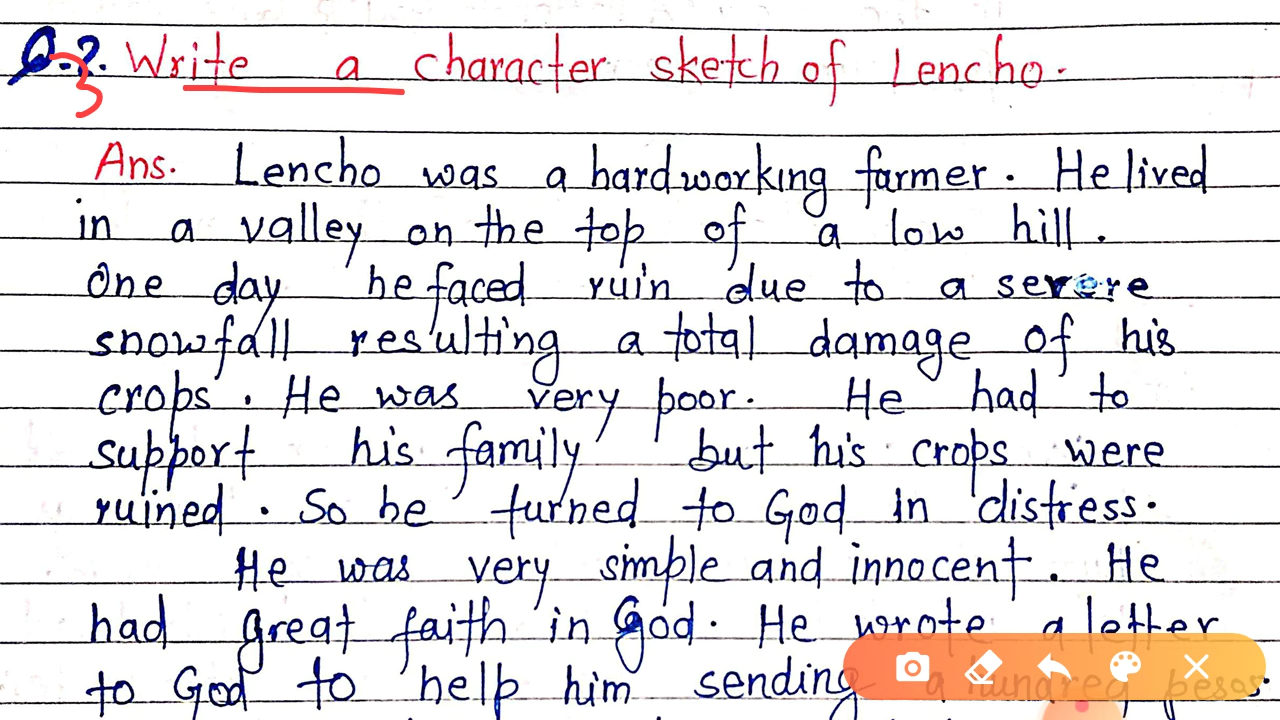 Q.3. Write a character sketch of Lencho.
Ans. Lencho was a hardworking farmer. He lived
in a valley on the top of a low hill.
One day he faced ruin due to a severe
snowfall resulting a total damage of his
crops. He was very poor. He had to
support his family but his crops were
ruined. So he turned to God in distress.
He was very simple and innocent. He
had great faith in God. He wrote a letter
to God to help him sending a hundred pesos.